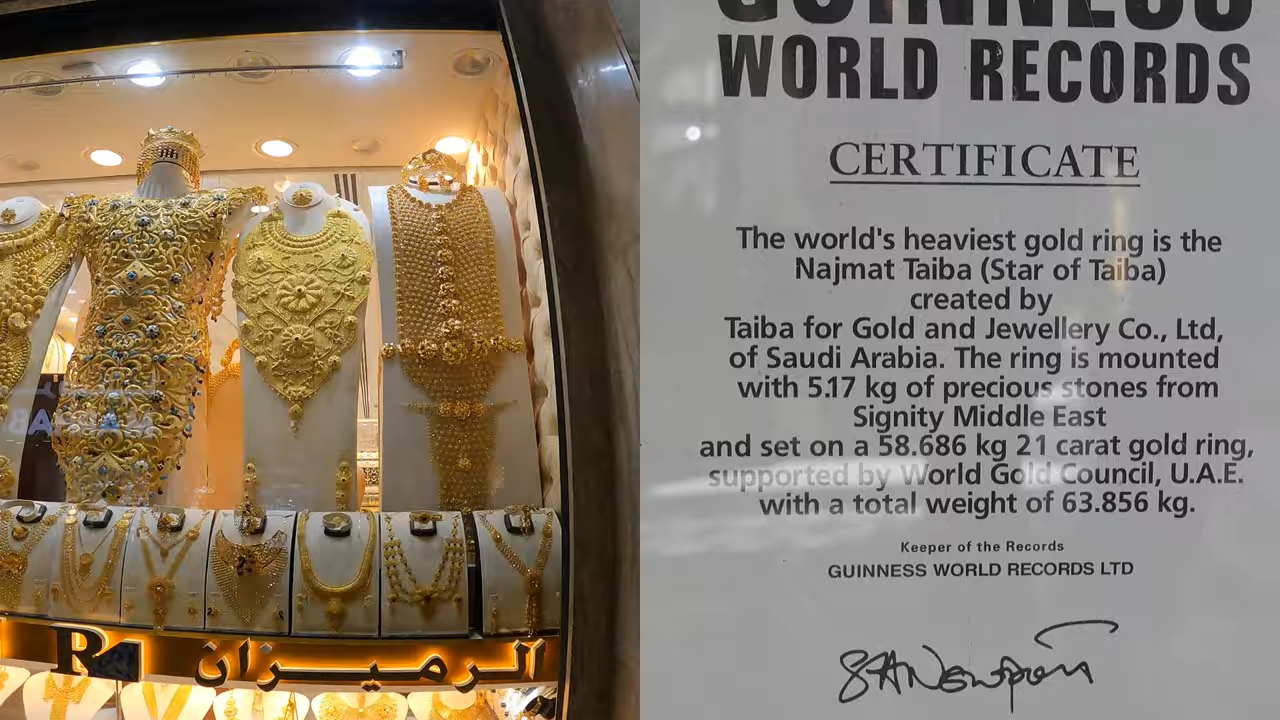 R
الرميزان
GUINNESS
WORLD RECORDS
CERTIFICATE
The world's heaviest gold ring is the
Najmat Taiba (Star of Taiba)
created by
Taiba for Gold and Jewellery Co., Ltd,
of Saudi Arabia. The ring is mounted
with 5.17 kg of precious stones from
Signity Middle East
and set on a 58.686 kg 21 carat gold ring,
supported by World Gold Council, U.A.E.
with a total weight of 63.856 kg.
Keeper of the Records
GUINNESS WORLD RECORDS LTD